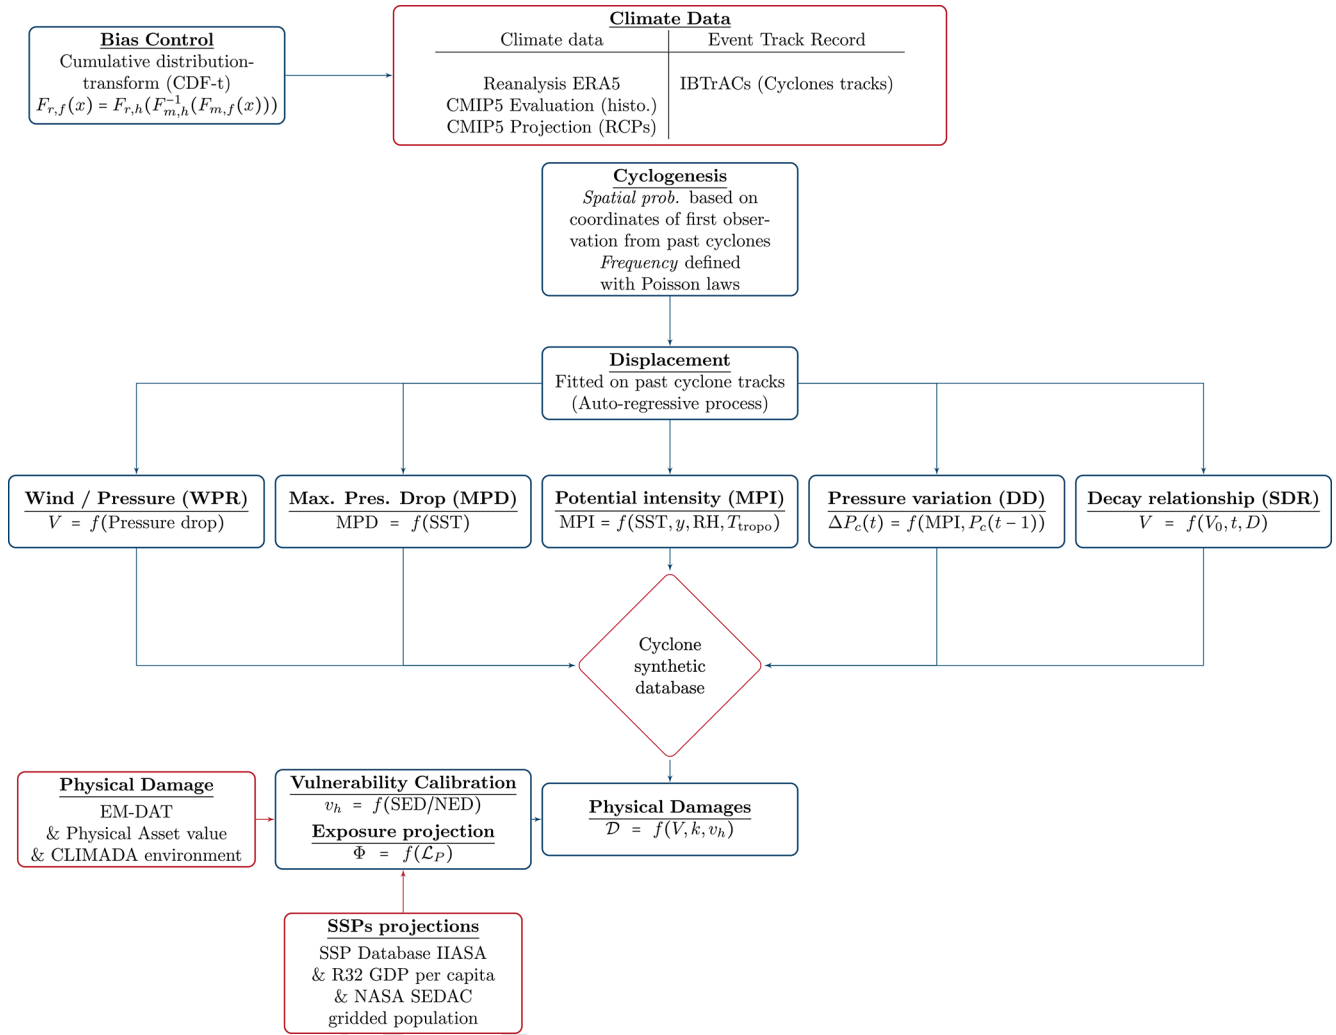 Bias Control
Cumulative distribution-
transform (CDF-t)
F_{r,f}(x) = F_{r,h}(F_{m,h}^{-1}(F_{m,f}(x)))
Climate Data
Climate data
Event Track Record
Reanalysis ERA5
IBTrACs (Cyclones tracks)
CMIP5 Evaluation (histo.)
CMIP5 Projection (RCPs)
Cyclogenesis
Spatial prob. based on
coordinates of first obser-
vation from past cyclones
Frequency defined
with Poisson laws
Displacement
Fitted on past cyclone tracks
(Auto-regressive process)
Wind / Pressure (WPR)
V = f(Pressure drop)
Max. Pres. Drop (MPD)
MPD = f(SST)
Potential intensity (MPI)
MPI = f(SST, y, RH, T_{tropo})
Pressure variation (DD)
ΔP_c(t) = f(MPI, P_c(t − 1))
Decay relationship (SDR)
V = f(V_0, t, D)
Cyclone
synthetic
database
Physical Damage
EM-DAT
& Physical Asset value
& CLIMADA environment
Vulnerability Calibration
v_h = f(SED/NED)
Exposure projection
Φ = f(ℒ_P)
Physical Damages
𝒟 = f(V, k, v_h)
SSPs projections
SSP Database IIASA
& R32 GDP per capita
& NASA SEDAC
gridded population